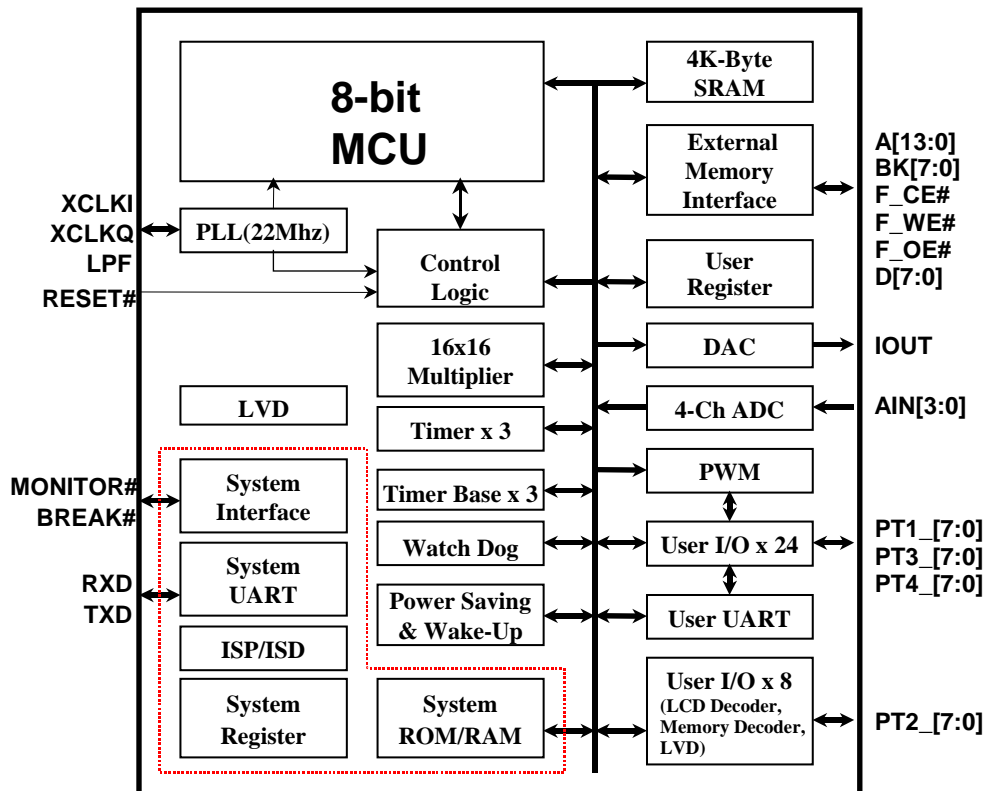 8-bit
MCU
4K-Byte
SRAM
External
Memory
Interface
A[13:0]
BK[7:0]
F_CE#
F_WE#
F_OE#
D[7:0]
XCLKI
XCLKQ
LPF
RESET#
PLL(22Mhz)
Control
Logic
User
Register
16x16
Multiplier
DAC
IOUT
LVD
Timer x 3
4-Ch ADC
AIN[3:0]
MONITOR#
BREAK#
System
Interface
Timer Base x 3
PWM
Watch Dog
User I/O x 24
PT1_[7:0]
PT3_[7:0]
PT4_[7:0]
RXD
TXD
System
UART
Power Saving
& Wake-Up
User UART
ISP/ISD
System
Register
System
ROM/RAM
User I/O x 8
(LCD Decoder,
Memory Decoder,
LVD)
PT2_[7:0]